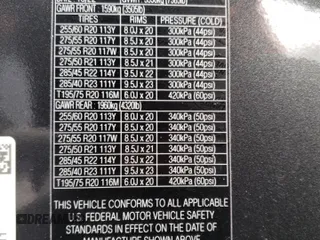 GAWR FRONT : 1590kg (3505lb)
TIRES RIMS PRESSURE (COLD)
255/60 R20 113Y 8.0J x 20 300kPa (44psi)
275/55 R20 117Y 8.5J x 20 300kPa (44psi)
275/55 R20 117W 8.5J x 20 300kPa (44psi)
275/50 R21 113Y 8.5J x 21 300kPa (44psi)
285/45 R22 114Y 9.5J x 22 300kPa (44psi)
285/40 R23 111Y 9.5J x 23 300kPa (44psi)
T195/75 R20 116M 6.0J x 20 420kPa (60psi)
GAWR REAR : 1960kg (4320lb)
255/60 R20 113Y 8.0J x 20 340kPa (50psi)
275/55 R20 117Y 8.5J x 20 340kPa (50psi)
275/55 R20 117W 8.5J x 20 340kPa (50psi)
275/50 R21 113Y 8.5J x 21 340kPa (50psi)
285/45 R22 114Y 9.5J x 22 340kPa (50psi)
285/40 R23 111Y 9.5J x 23 340kPa (50psi)
T195/75 R20 116M 6.0J x 20 420kPa (60psi)
THIS VEHICLE CONFORMS TO ALL APPLICABLE
U.S. FEDERAL MOTOR VEHICLE SAFETY
STANDARDS IN EFFECT ON THE DATE OF